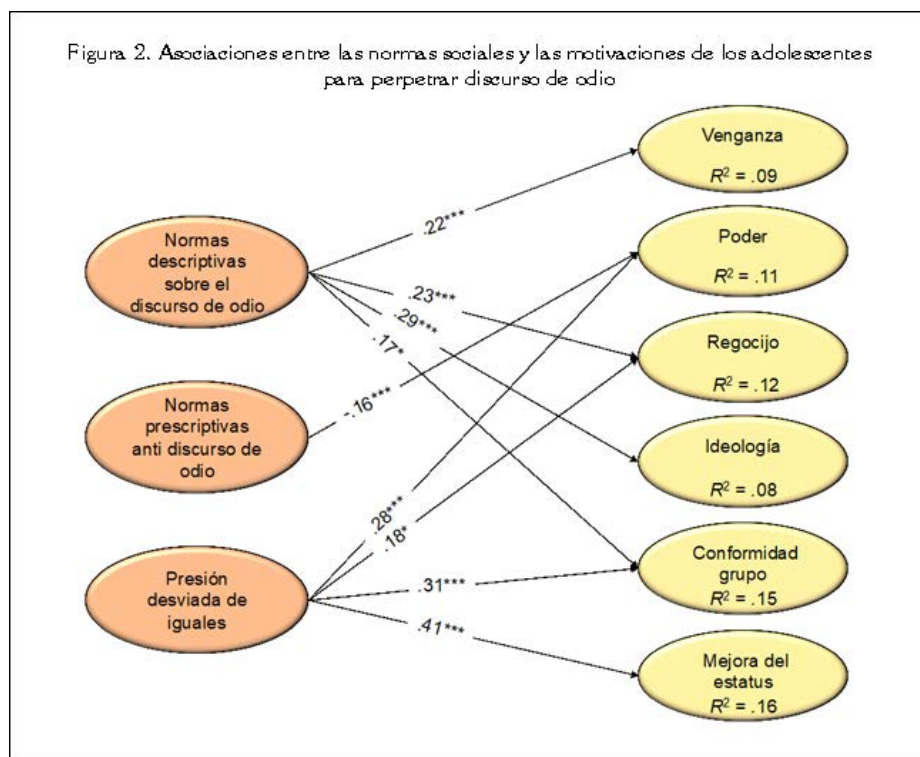 Figura 2. Asociaciones entre las normas sociales y las motivaciones de los adolescentes
para perpetrar discurso de odio
Normas
descriptivas
sobre el
discurso de odio
Normas
prescriptivas
anti discurso de
odio
Presión
desviada de
iguales
.22***
.23***
.29***
.17*
-.16***
.28***
.18*
.31***
.41***
Venganza
R² = .09
Poder
R² = .11
Regocijo
R² = .12
Ideología
R² = .08
Conformidad
grupo
R² = .15
Mejora del
estatus
R² = .16